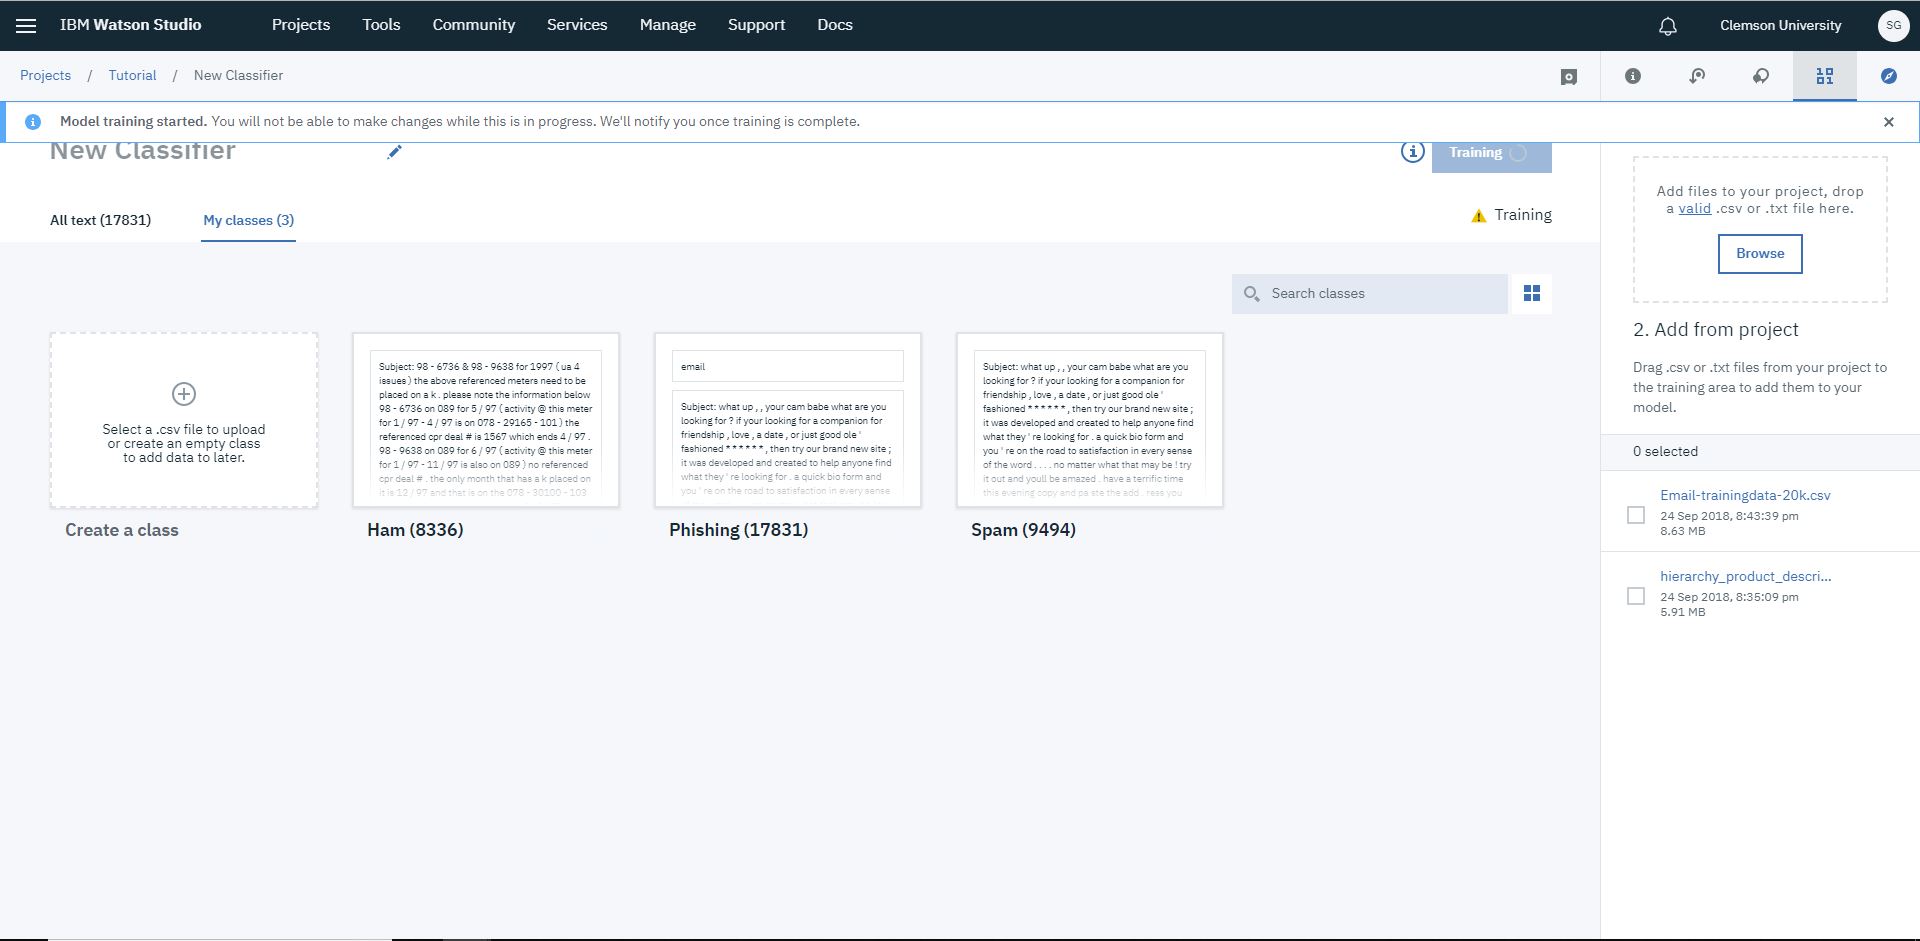 IBM Watson Studio
Projects
Tools
Community
Services
Manage
Support
Docs
Clemson University
SG
Projects / Tutorial / New Classifier
Model training started. You will not be able to make changes while this is in progress. We'll notify you once training is complete.
New Classifier
Training
All text (17831)
My classes (3)
Training
Search classes
Select a .csv file to upload
or create an empty class
to add data to later.
Create a class
Subject: 98 - 6736 & 98 - 9638 for 1997 ( ua 4
issues ) the above referenced meters need to be
placed on a k . please note the information below
98 - 6736 on 089 for 5 / 97 ( activity @ this meter
for 1 / 97 - 4 / 97 is on 078 - 29165 - 101 ) the
referenced cpr deal # is 1567 which ends 4 / 97 .
98 - 9638 on 089 for 6 / 97 ( activity @ this meter
for 1 / 97 - 11 / 97 is also on 089 ) no referenced
cpr deal # . the only month that has a k placed on
it is 12 / 97 and that is on the 078 - 30100 - 103
Ham (8336)
email
Subject: what up , , your cam babe what are you
looking for ? if your looking for a companion for
friendship , love , a date , or just good ole '
fashioned * * * * * * , then try our brand new site ;
it was developed and created to help anyone find
what they ' re looking for . a quick bio form and
you ' re on the road to satisfaction in every sense
Phishing (17831)
Subject: what up , , your cam babe what are you
looking for ? if your looking for a companion for
friendship , love , a date , or just good ole '
fashioned * * * * * * , then try our brand new site ;
it was developed and created to help anyone find
what they ' re looking for . a quick bio form and
you ' re on the road to satisfaction in every sense
of the word . . . . no matter what that may be ! try
it out and youll be amazed . have a terrific time
this evening copy and pa ste the add . ress you
Spam (9494)
Add files to your project, drop
a valid .csv or .txt file here.
Browse
2. Add from project
Drag .csv or .txt files from your project to
the training area to add them to your
model.
0 selected
Email-trainingdata-20k.csv
24 Sep 2018, 8:43:39 pm
8.63 MB
hierarchy_product_descri...
24 Sep 2018, 8:35:09 pm
5.91 MB